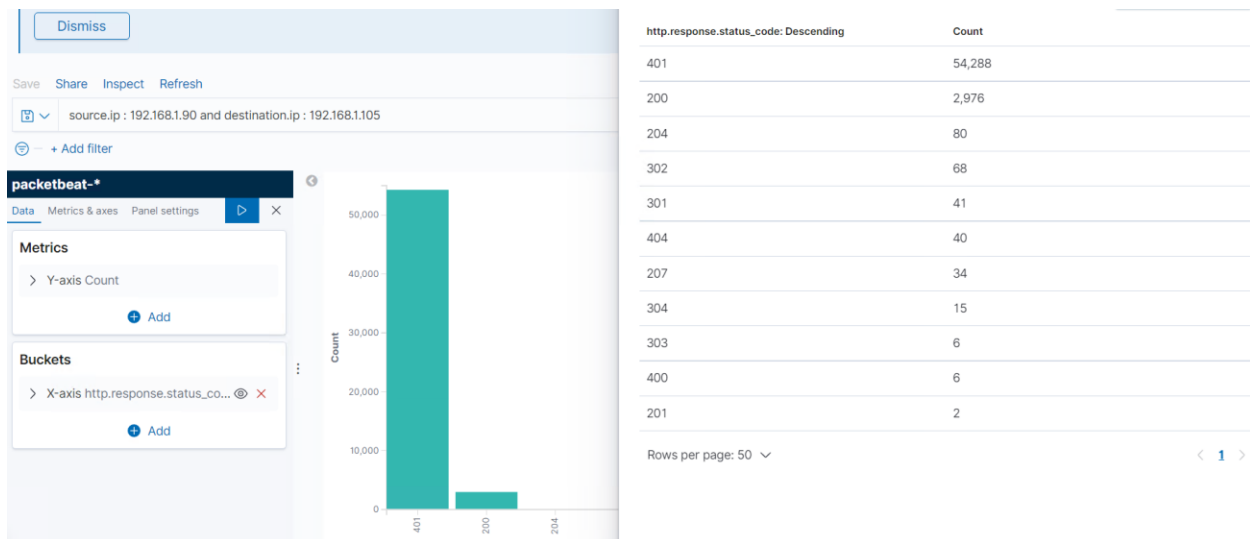 Dismiss
Save Share Inspect Refresh
source.ip : 192.168.1.90 and destination.ip : 192.168.1.105
+ Add filter
packetbeat-*
Data Metrics & axes Panel settings
Metrics
Y-axis Count
Add
Buckets
X-axis http.response.status_co...
Add
Count
50,000
40,000
30,000
20,000
10,000
0
401 200 204
http.response.status_code: Descending Count
401 54,288
200 2,976
204 80
302 68
301 41
404 40
207 34
304 15
303 6
400 6
201 2
Rows per page: 50
1